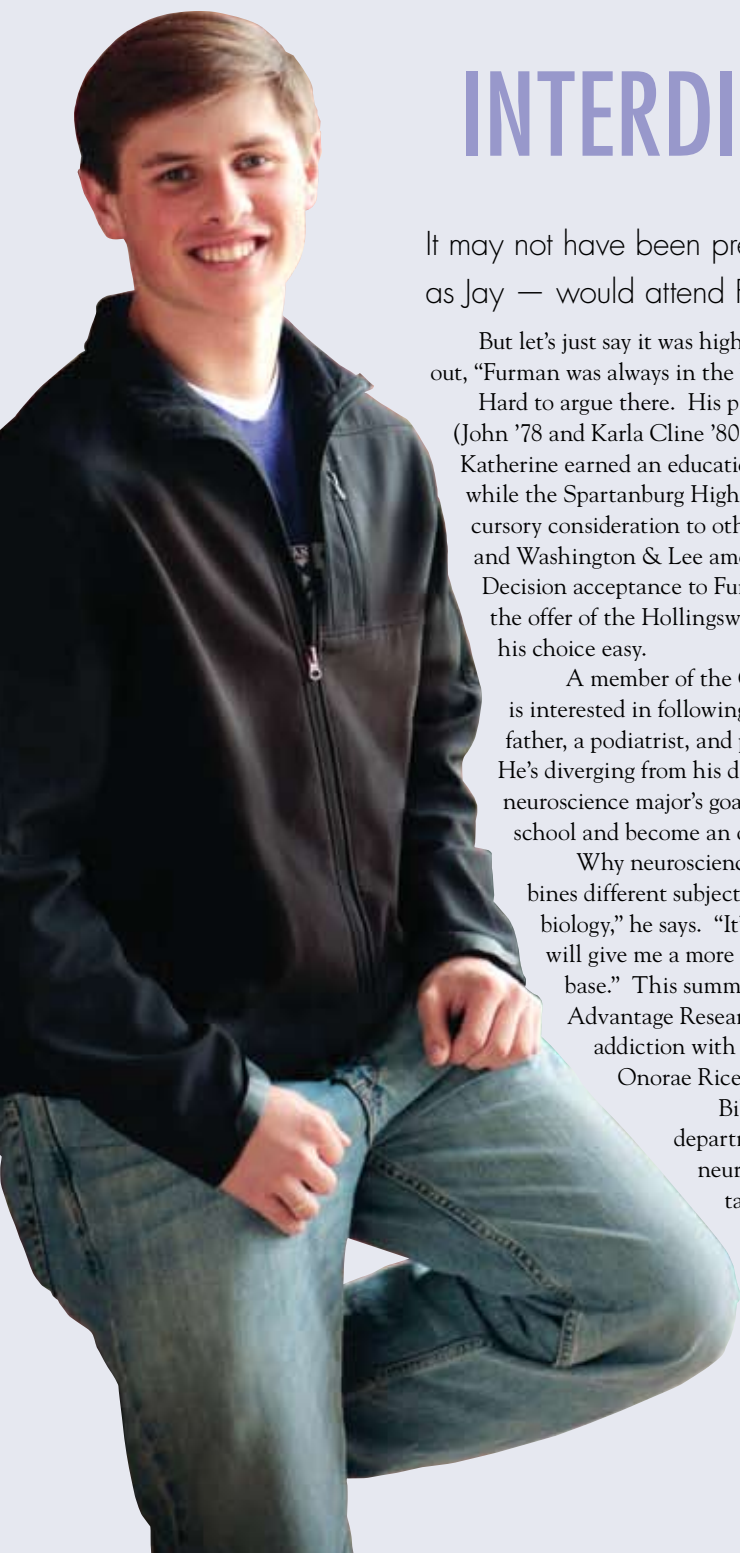 INTERDI
It may not have been pre
as Jay — would attend F
But let's just say it was high
out, “Furman was always in the
Hard to argue there. His p
(John ’78 and Karla Cline ’80
Katherine earned an educatio
while the Spartanburg High
cursory consideration to oth
and Washington & Lee amo
Decision acceptance to Fur
the offer of the Hollingsw
his choice easy.
A member of the
is interested in following
father, a podiatrist, and p
He's diverging from his d
neuroscience major's goa
school and become an o
Why neuroscienc
bines different subject
biology,” he says. “It'
will give me a more
base.” This summ
Advantage Resear
addiction with
Onorae Rice
Bi
departm
neur
ta